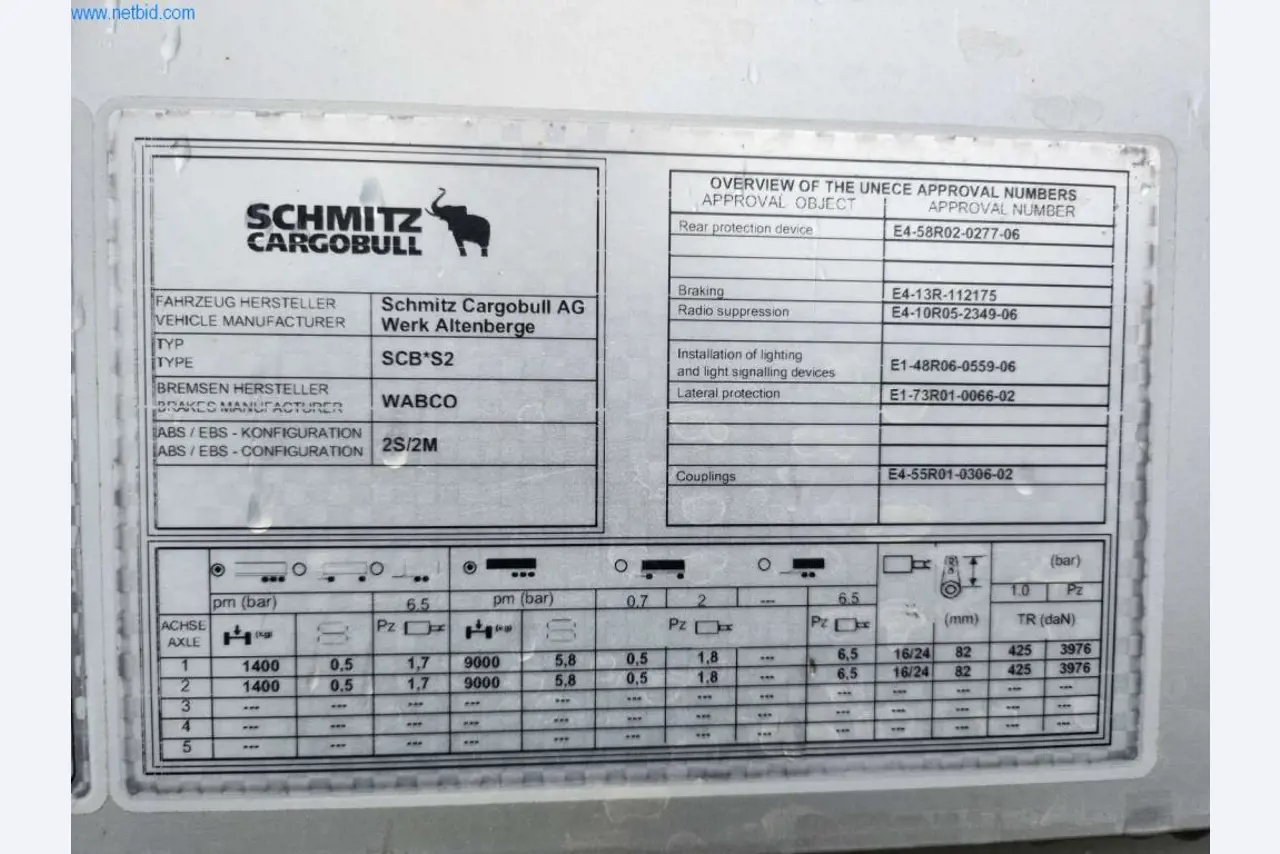 www.netbid.com
SCHMITZ
CARGOBULL
FAHRZEUG HERSTELLER
VEHICLE MANUFACTURER
Schmitz Cargobull AG
Werk Altenberge
TYP
TYPE
SCB*S2
BREMSEN HERSTELLER
BRAKES MANUFACTURER
WABCO
ABS / EBS - KONFIGURATION
ABS / EBS - CONFIGURATION
2S/2M
OVERVIEW OF THE UNECE APPROVAL NUMBERS
APPROVAL OBJECT APPROVAL NUMBER
Rear protection device E4-58R02-0277-06
Braking E4-13R-112175
Radio suppression E4-10R05-2349-06
Installation of lighting
and light signalling devices E1-48R06-0559-06
Lateral protection E1-73R01-0066-02
Couplings E4-55R01-0306-02
(bar)
pm (bar) 6.5 pm (bar) 0.7 2 --- 6.5 1.0 Pz
ACHSE
AXLE
(kg) Pz (kg) Pz Pz (mm) TR (daN)
1 1400 0,5 1,7 9000 5,8 0,5 1,8 --- 6,5 16/24 82 425 3976
2 1400 0,5 1,7 9000 5,8 0,5 1,8 --- 6,5 16/24 82 425 3976
3 --- --- --- --- --- --- --- --- --- --- --- --- ---
4 --- --- --- --- --- --- --- --- --- --- --- --- ---
5 --- --- --- --- --- --- --- --- --- --- --- --- ---